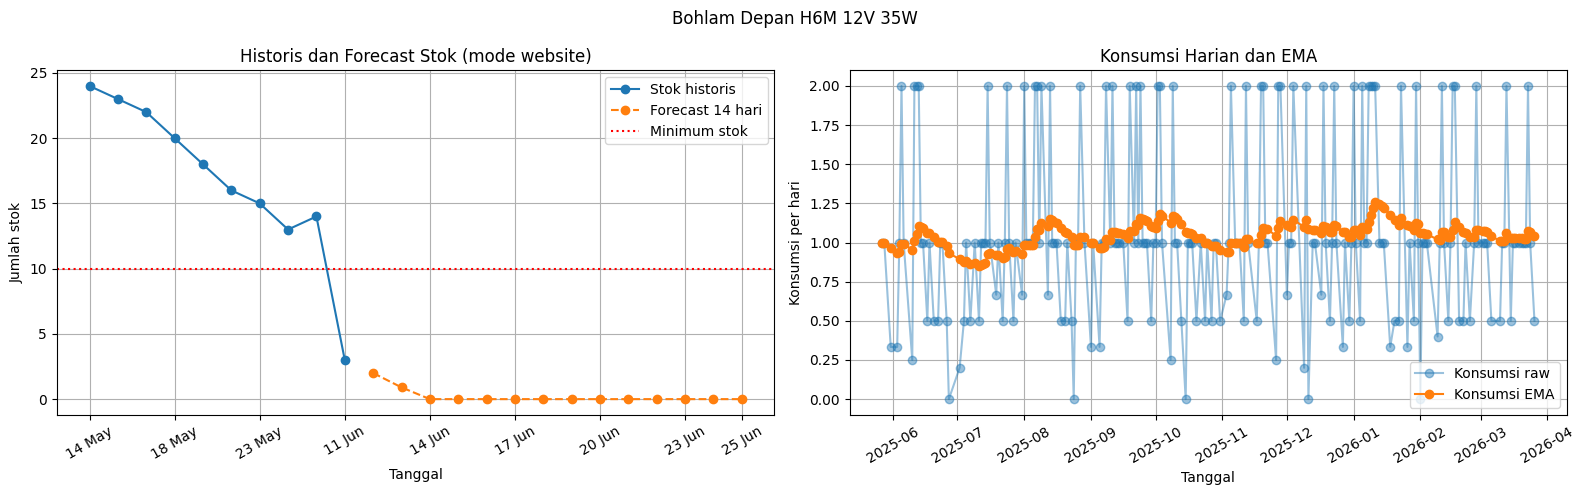 Bohlam Depan H6M 12V 35W
Historis dan Forecast Stok (mode website)
Jumlah stok
25
20
15
10
5
0
Stok historis
Forecast 14 hari
Minimum stok
14 May
18 May
23 May
11 Jun
14 Jun
17 Jun
20 Jun
23 Jun
25 Jun
Tanggal
Konsumsi Harian dan EMA
Konsumsi per hari
2.00
1.75
1.50
1.25
1.00
0.75
0.50
0.25
0.00
Konsumsi raw
Konsumsi EMA
2025-06
2025-07
2025-08
2025-09
2025-10
2025-11
2025-12
2026-01
2026-02
2026-03
2026-04
Tanggal